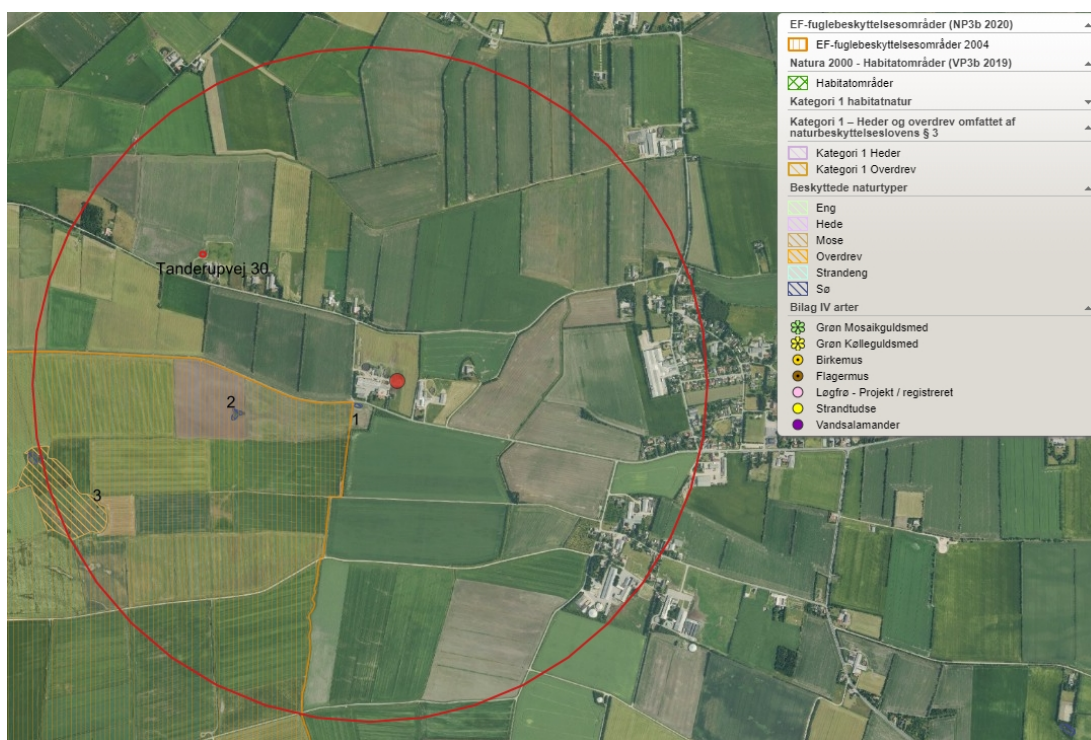 EF-fuglebeskyttelsesområder (NP3b 2020)
EF-fuglebeskyttelsesområder 2004
Natura 2000 - Habitatområder (VP3b 2019)
Habitatområder
Kategori 1 habitatnatur
Kategori 1 – Heder og overdrev omfattet af
naturbeskyttelseslovens § 3
Kategori 1 Heder
Kategori 1 Overdrev
Beskyttede naturtyper
Eng
Hede
Mose
Overdrev
Strandeng
Sø
Bilag IV arter
Grøn Mosaikguldsmed
Grøn Kølleguldsmed
Birkemus
Flagermus
Løgfrø - Projekt / registreret
Strandtudse
Vandsalamander
Tanderupvej 30
2
1
3